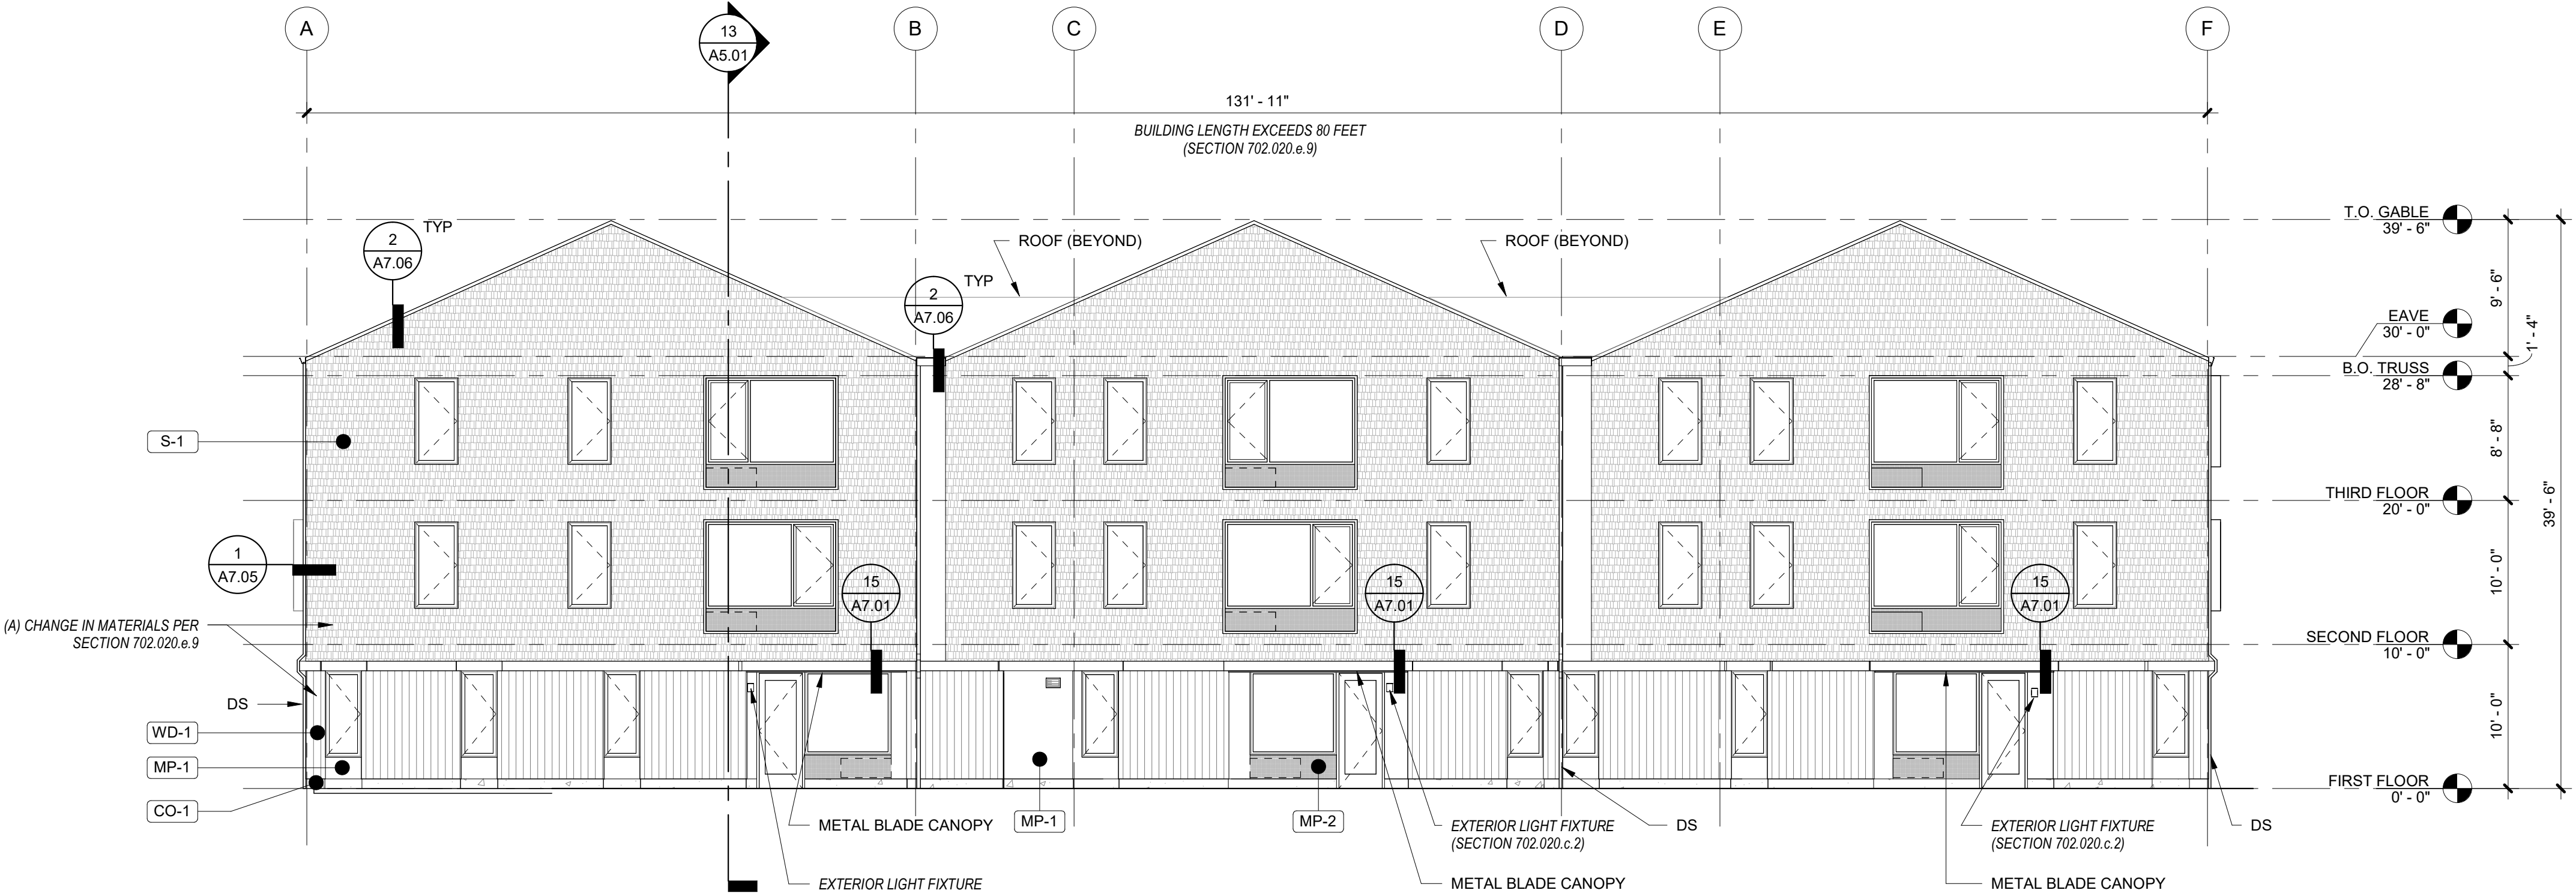 A
13
A5.01
B
C
D
E
F
131' - 11"
BUILDING LENGTH EXCEEDS 80 FEET
(SECTION 702.020.e.9)
2
A7.06
TYP
ROOF (BEYOND)
ROOF (BEYOND)
2
A7.06
TYP
T.O. GABLE
39' - 6"
9' - 6"
EAVE
30' - 0"
1' - 4"
B.O. TRUSS
28' - 8"
8' - 8"
S-1
THIRD FLOOR
20' - 0"
39' - 6"
1
A7.05
15
A7.01
15
A7.01
15
A7.01
10' - 0"
(A) CHANGE IN MATERIALS PER
SECTION 702.020.e.9
SECOND FLOOR
10' - 0"
DS
WD-1
MP-1
CO-1
10' - 0"
FIRST FLOOR
0' - 0"
METAL BLADE CANOPY
MP-1
MP-2
EXTERIOR LIGHT FIXTURE
(SECTION 702.020.c.2)
DS
EXTERIOR LIGHT FIXTURE
(SECTION 702.020.c.2)
DS
EXTERIOR LIGHT FIXTURE
METAL BLADE CANOPY
METAL BLADE CANOPY